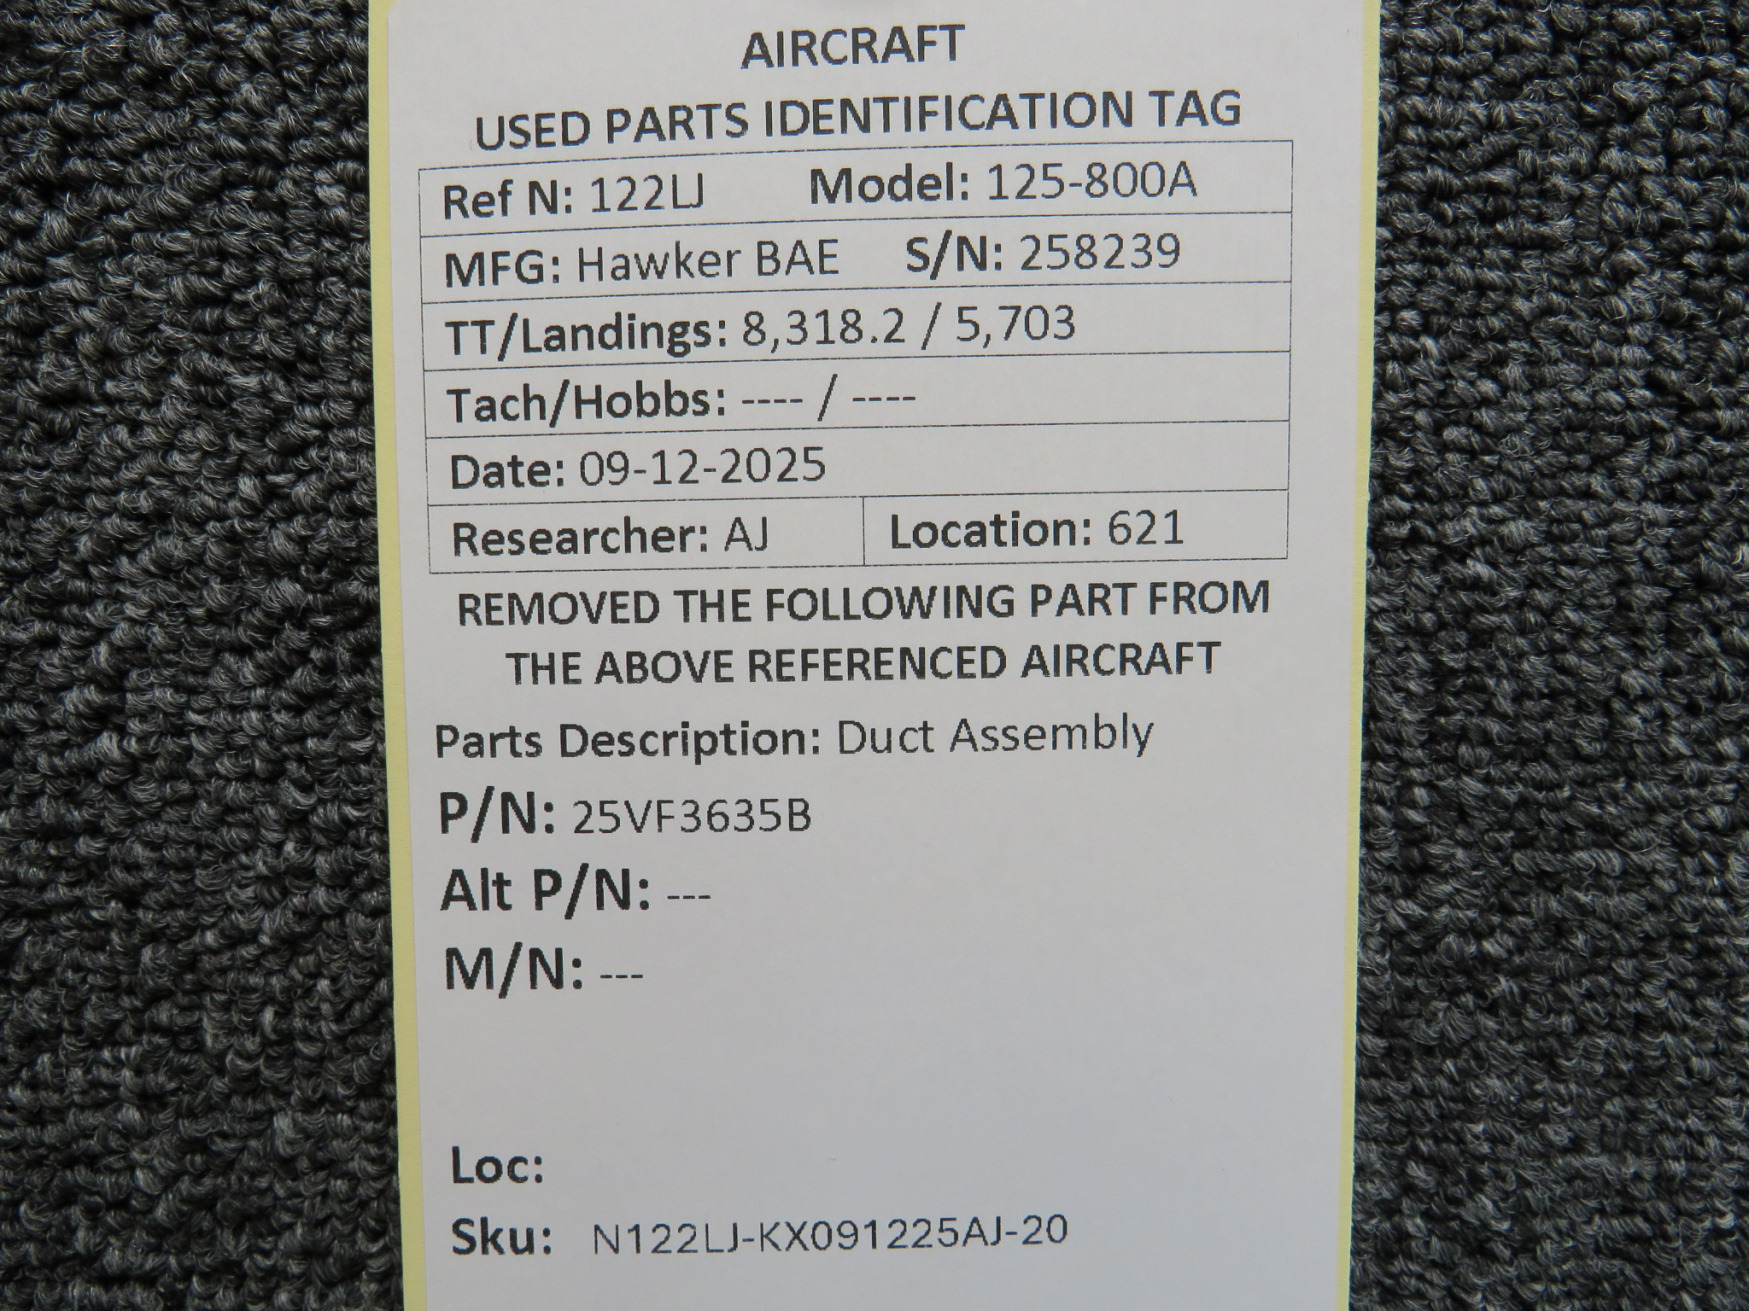 AIRCRAFT
USED PARTS IDENTIFICATION TAG
Ref N: 122LJ Model: 125-800A
MFG: Hawker BAE S/N: 258239
TT/Landings: 8,318.2 / 5,703
Tach/Hobbs: ---- / ----
Date: 09-12-2025
Researcher: AJ Location: 621
REMOVED THE FOLLOWING PART FROM
THE ABOVE REFERENCED AIRCRAFT
Parts Description: Duct Assembly
P/N: 25VF3635B
Alt P/N: ---
M/N: ---
Loc:
Sku: N122LJ-KX091225AJ-20